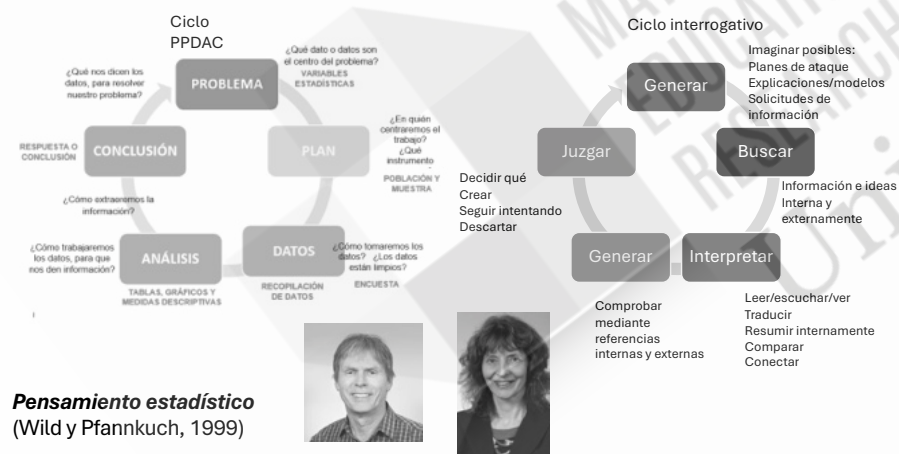 Ciclo
PPDAC
¿Qué dato o datos son
el centro del problema?
VARIABLES
ESTADÍSTICAS
¿Qué nos dicen los
datos, para resolver
nuestro problema?
PROBLEMA
¿En quién
centraremos el
trabajo?
¿Qué
instrumento
PLAN
POBLACIÓN Y
MUESTRA
RESPUESTA O
CONCLUSIÓN
CONCLUSIÓN
¿Cómo extraeremos la
información?
¿Cómo trabajaremos
los datos, para que
nos den información?
ANÁLISIS
TABLAS, GRÁFICOS Y
MEDIDAS DESCRIPTIVAS
DATOS
¿Cómo tomaremos los
datos? ¿Los datos
están limpios?
ENCUESTA
RECOPILACIÓN
DE DATOS
Ciclo interrogativo
Imaginar posibles:
Planes de ataque
Explicaciones/modelos
Solicitudes de
información
Generar
Juzgar
Buscar
Decidir qué
Crear
Seguir intentando
Descartar
Información e ideas
Interna y
externamente
Generar
Interpretar
Comprobar
mediante
referencias
internas y externas
Leer/escuchar/ver
Traducir
Resumir internamente
Comparar
Conectar
Pensamiento estadístico
(Wild y Pfannkuch, 1999)